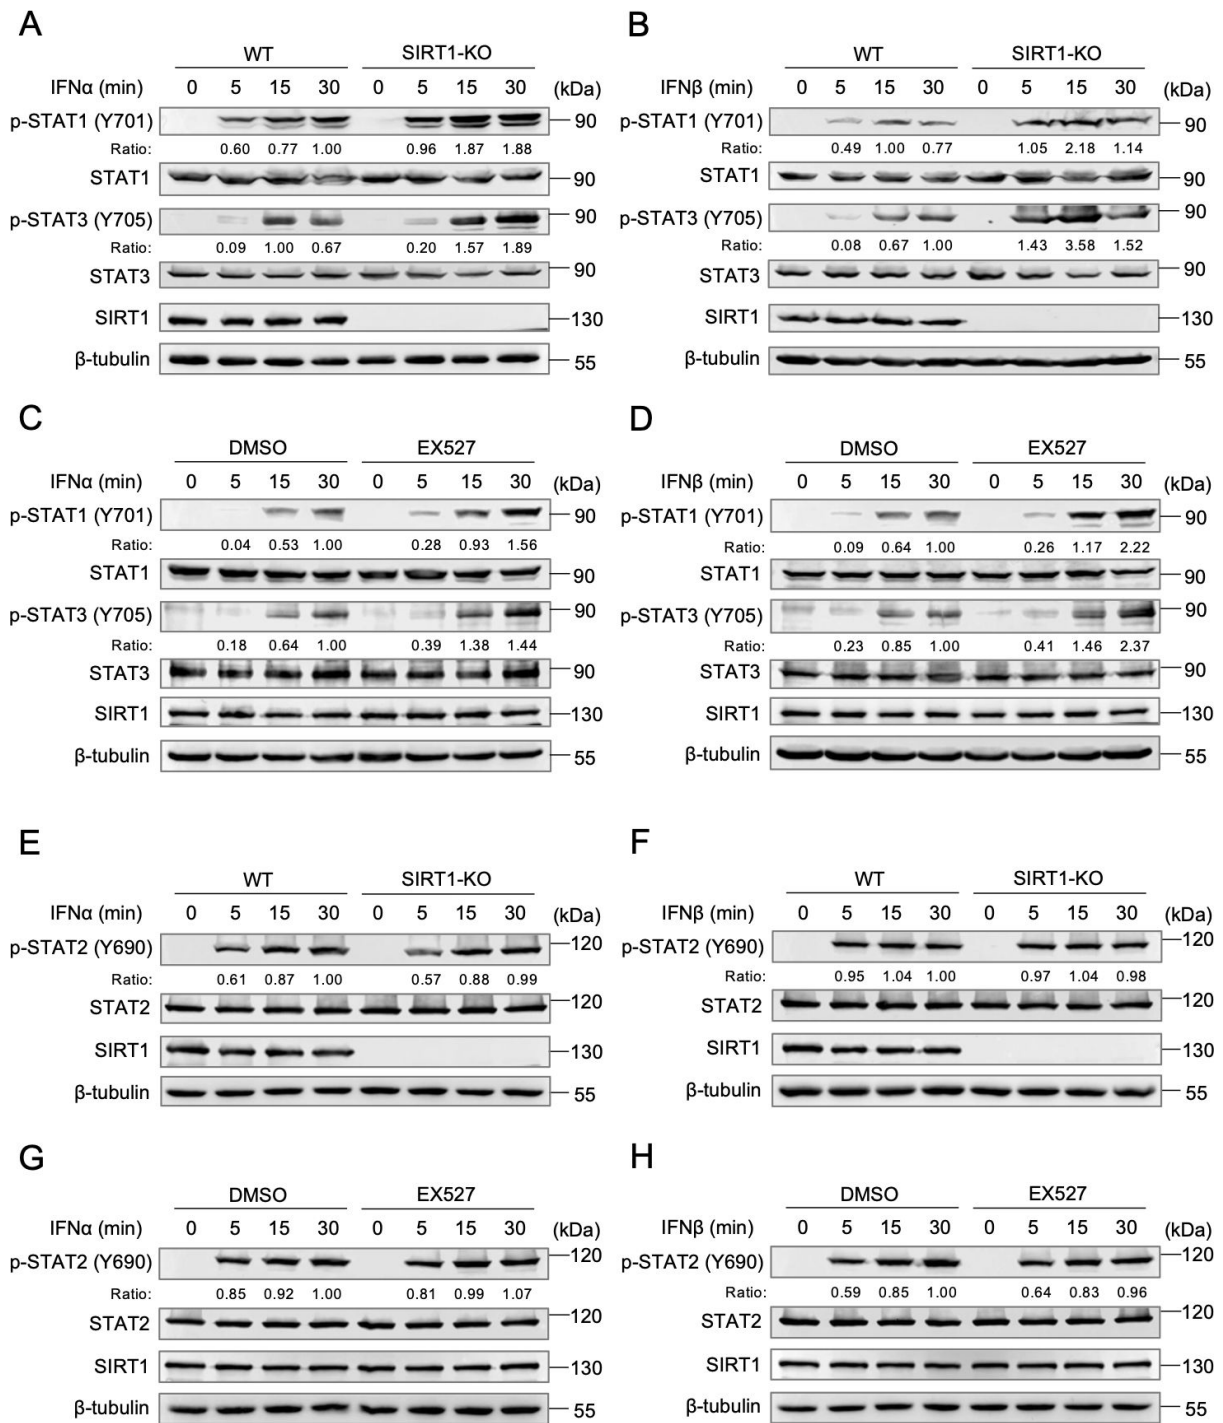 A
WT SIRT1-KO
IFNα (min) 0 5 15 30 0 5 15 30 (kDa)
p-STAT1 (Y701) 90
Ratio: 0.60 0.77 1.00 0.96 1.87 1.88
STAT1 90
p-STAT3 (Y705) 90
Ratio: 0.09 1.00 0.67 0.20 1.57 1.89
STAT3 90
SIRT1 130
β-tubulin 55
B
WT SIRT1-KO
IFNβ (min) 0 5 15 30 0 5 15 30 (kDa)
p-STAT1 (Y701) 90
Ratio: 0.49 1.00 0.77 1.05 2.18 1.14
STAT1 90
p-STAT3 (Y705) 90
Ratio: 0.08 0.67 1.00 1.43 3.58 1.52
STAT3 90
SIRT1 130
β-tubulin 55
C
DMSO EX527
IFNα (min) 0 5 15 30 0 5 15 30 (kDa)
p-STAT1 (Y701) 90
Ratio: 0.04 0.53 1.00 0.28 0.93 1.56
STAT1 90
p-STAT3 (Y705) 90
Ratio: 0.18 0.64 1.00 0.39 1.38 1.44
STAT3 90
SIRT1 130
β-tubulin 55
D
DMSO EX527
IFNβ (min) 0 5 15 30 0 5 15 30 (kDa)
p-STAT1 (Y701) 90
Ratio: 0.09 0.64 1.00 0.26 1.17 2.22
STAT1 90
p-STAT3 (Y705) 90
Ratio: 0.23 0.85 1.00 0.41 1.46 2.37
STAT3 90
SIRT1 130
β-tubulin 55
E
WT SIRT1-KO
IFNα (min) 0 5 15 30 0 5 15 30 (kDa)
p-STAT2 (Y690) 120
Ratio: 0.61 0.87 1.00 0.57 0.88 0.99
STAT2 120
SIRT1 130
β-tubulin 55
F
WT SIRT1-KO
IFNβ (min) 0 5 15 30 0 5 15 30 (kDa)
p-STAT2 (Y690) 120
Ratio: 0.95 1.04 1.00 0.97 1.04 0.98
STAT2 120
SIRT1 130
β-tubulin 55
G
DMSO EX527
IFNα (min) 0 5 15 30 0 5 15 30 (kDa)
p-STAT2 (Y690) 120
Ratio: 0.85 0.92 1.00 0.81 0.99 1.07
STAT2 120
SIRT1 130
β-tubulin 55
H
DMSO EX527
IFNβ (min) 0 5 15 30 0 5 15 30 (kDa)
p-STAT2 (Y690) 120
Ratio: 0.59 0.85 1.00 0.64 0.83 0.96
STAT2 120
SIRT1 130
β-tubulin 55